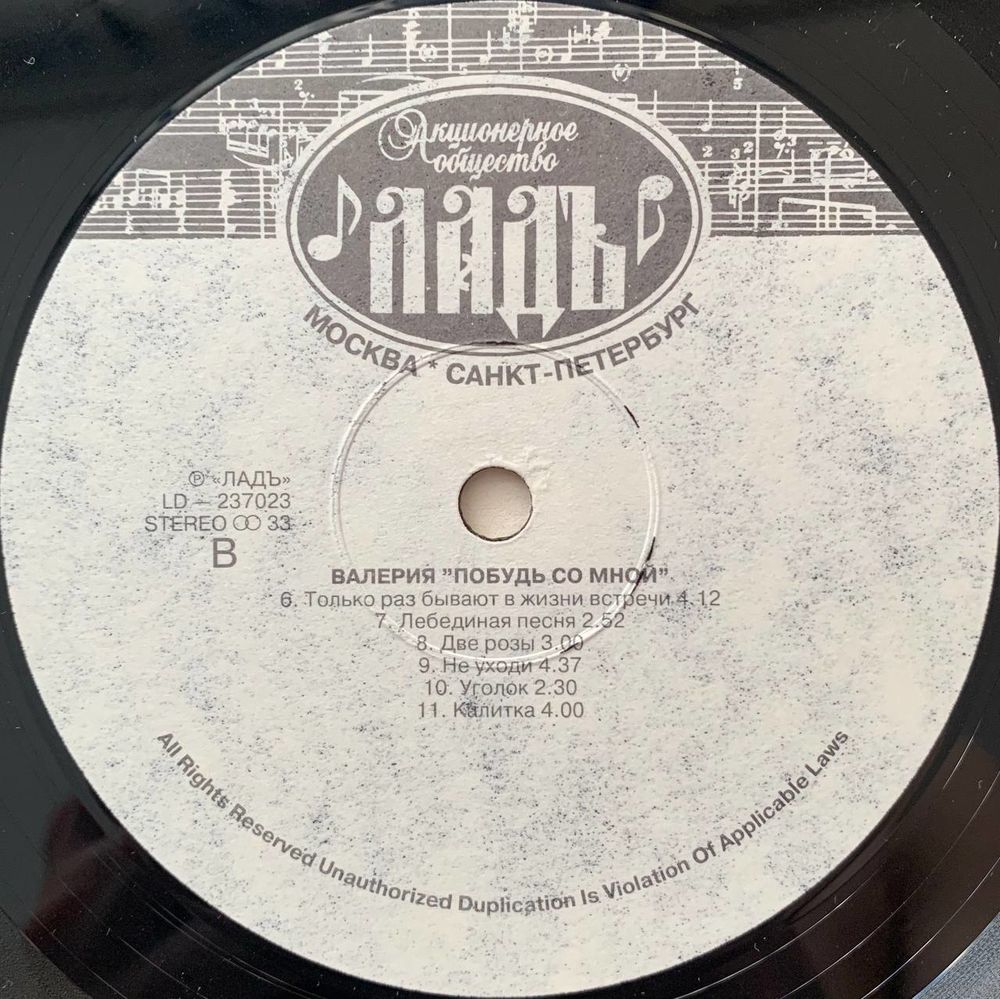 Акционерное
общество
ЛАДЪ
МОСКВА * САНКТ-ПЕТЕРБУРГ
℗ «ЛАДЪ»
LD — 237023
STEREO ꝏ 33
B
ВАЛЕРИЯ "ПОБУДЬ СО МНОЙ"
6. Только раз бывают в жизни встречи 4.12
7. Лебединая песня 2.52
8. Две розы 3.00
9. Не уходи 4.37
10. Уголок 2.30
11. Калитка 4.00
All Rights Reserved Unauthorized Duplication Is Violation Of Applicable Laws